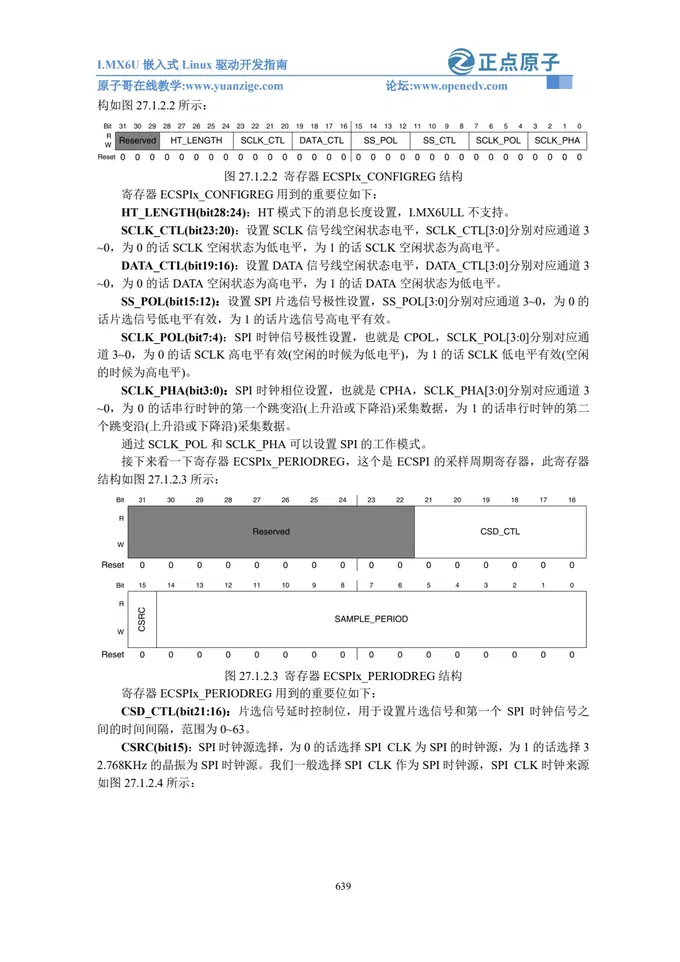 I.MX6U 嵌入式 Linux 驱动开发指南
正点原子
原子哥在线教学:www.yuanzige.com 论坛:www.openedv.com
构如图 27.1.2.2 所示：
Bit 31 30 29 28 27 26 25 24 23 22 21 20 19 18 17 16 15 14 13 12 11 10 9 8 7 6 5 4 3 2 1 0
R
W
Reserved HT_LENGTH SCLK_CTL DATA_CTL SS_POL SS_CTL SCLK_POL SCLK_PHA
Reset 0 0 0 0 0 0 0 0 0 0 0 0 0 0 0 0 0 0 0 0 0 0 0 0 0 0 0 0 0 0 0 0
图 27.1.2.2 寄存器 ECSPIx_CONFIGREG 结构
寄存器 ECSPIx_CONFIGREG 用到的重要位如下：
HT_LENGTH(bit28:24)：HT 模式下的消息长度设置，I.MX6ULL 不支持。
SCLK_CTL(bit23:20)：设置 SCLK 信号线空闲状态电平，SCLK_CTL[3:0]分别对应通道 3
~0，为 0 的话 SCLK 空闲状态为低电平，为 1 的话 SCLK 空闲状态为高电平。
DATA_CTL(bit19:16)：设置 DATA 信号线空闲状态电平，DATA_CTL[3:0]分别对应通道 3
~0，为 0 的话 DATA 空闲状态为高电平，为 1 的话 DATA 空闲状态为低电平。
SS_POL(bit15:12)：设置 SPI 片选信号极性设置，SS_POL[3:0]分别对应通道 3~0，为 0 的
话片选信号低电平有效，为 1 的话片选信号高电平有效。
SCLK_POL(bit7:4)：SPI 时钟信号极性设置，也就是 CPOL，SCLK_POL[3:0]分别对应通
道 3~0，为 0 的话 SCLK 高电平有效(空闲的时候为低电平)，为 1 的话 SCLK 低电平有效(空闲
的时候为高电平)。
SCLK_PHA(bit3:0)：SPI 时钟相位设置，也就是 CPHA，SCLK_PHA[3:0]分别对应通道 3
~0，为 0 的话串行时钟的第一个跳变沿(上升沿或下降沿)采集数据，为 1 的话串行时钟的第二
个跳变沿(上升沿或下降沿)采集数据。
通过 SCLK_POL 和 SCLK_PHA 可以设置 SPI 的工作模式。
接下来看一下寄存器 ECSPIx_PERIODREG，这个是 ECSPI 的采样周期寄存器，此寄存器
结构如图 27.1.2.3 所示：
Bit 31 30 29 28 27 26 25 24 23 22 21 20 19 18 17 16
R
Reserved CSD_CTL
W
Reset 0 0 0 0 0 0 0 0 0 0 0 0 0 0 0 0
Bit 15 14 13 12 11 10 9 8 7 6 5 4 3 2 1 0
R
CSRC SAMPLE_PERIOD
W
Reset 0 0 0 0 0 0 0 0 0 0 0 0 0 0 0 0
图 27.1.2.3 寄存器 ECSPIx_PERIODREG 结构
寄存器 ECSPIx_PERIODREG 用到的重要位如下：
CSD_CTL(bit21:16)：片选信号延时控制位，用于设置片选信号和第一个 SPI 时钟信号之
间的时间间隔，范围为 0~63。
CSRC(bit15)：SPI 时钟源选择，为 0 的话选择 SPI CLK 为 SPI 的时钟源，为 1 的话选择 3
2.768KHz 的晶振为 SPI 时钟源。我们一般选择 SPI CLK 作为 SPI 时钟源，SPI CLK 时钟来源
如图 27.1.2.4 所示：
639